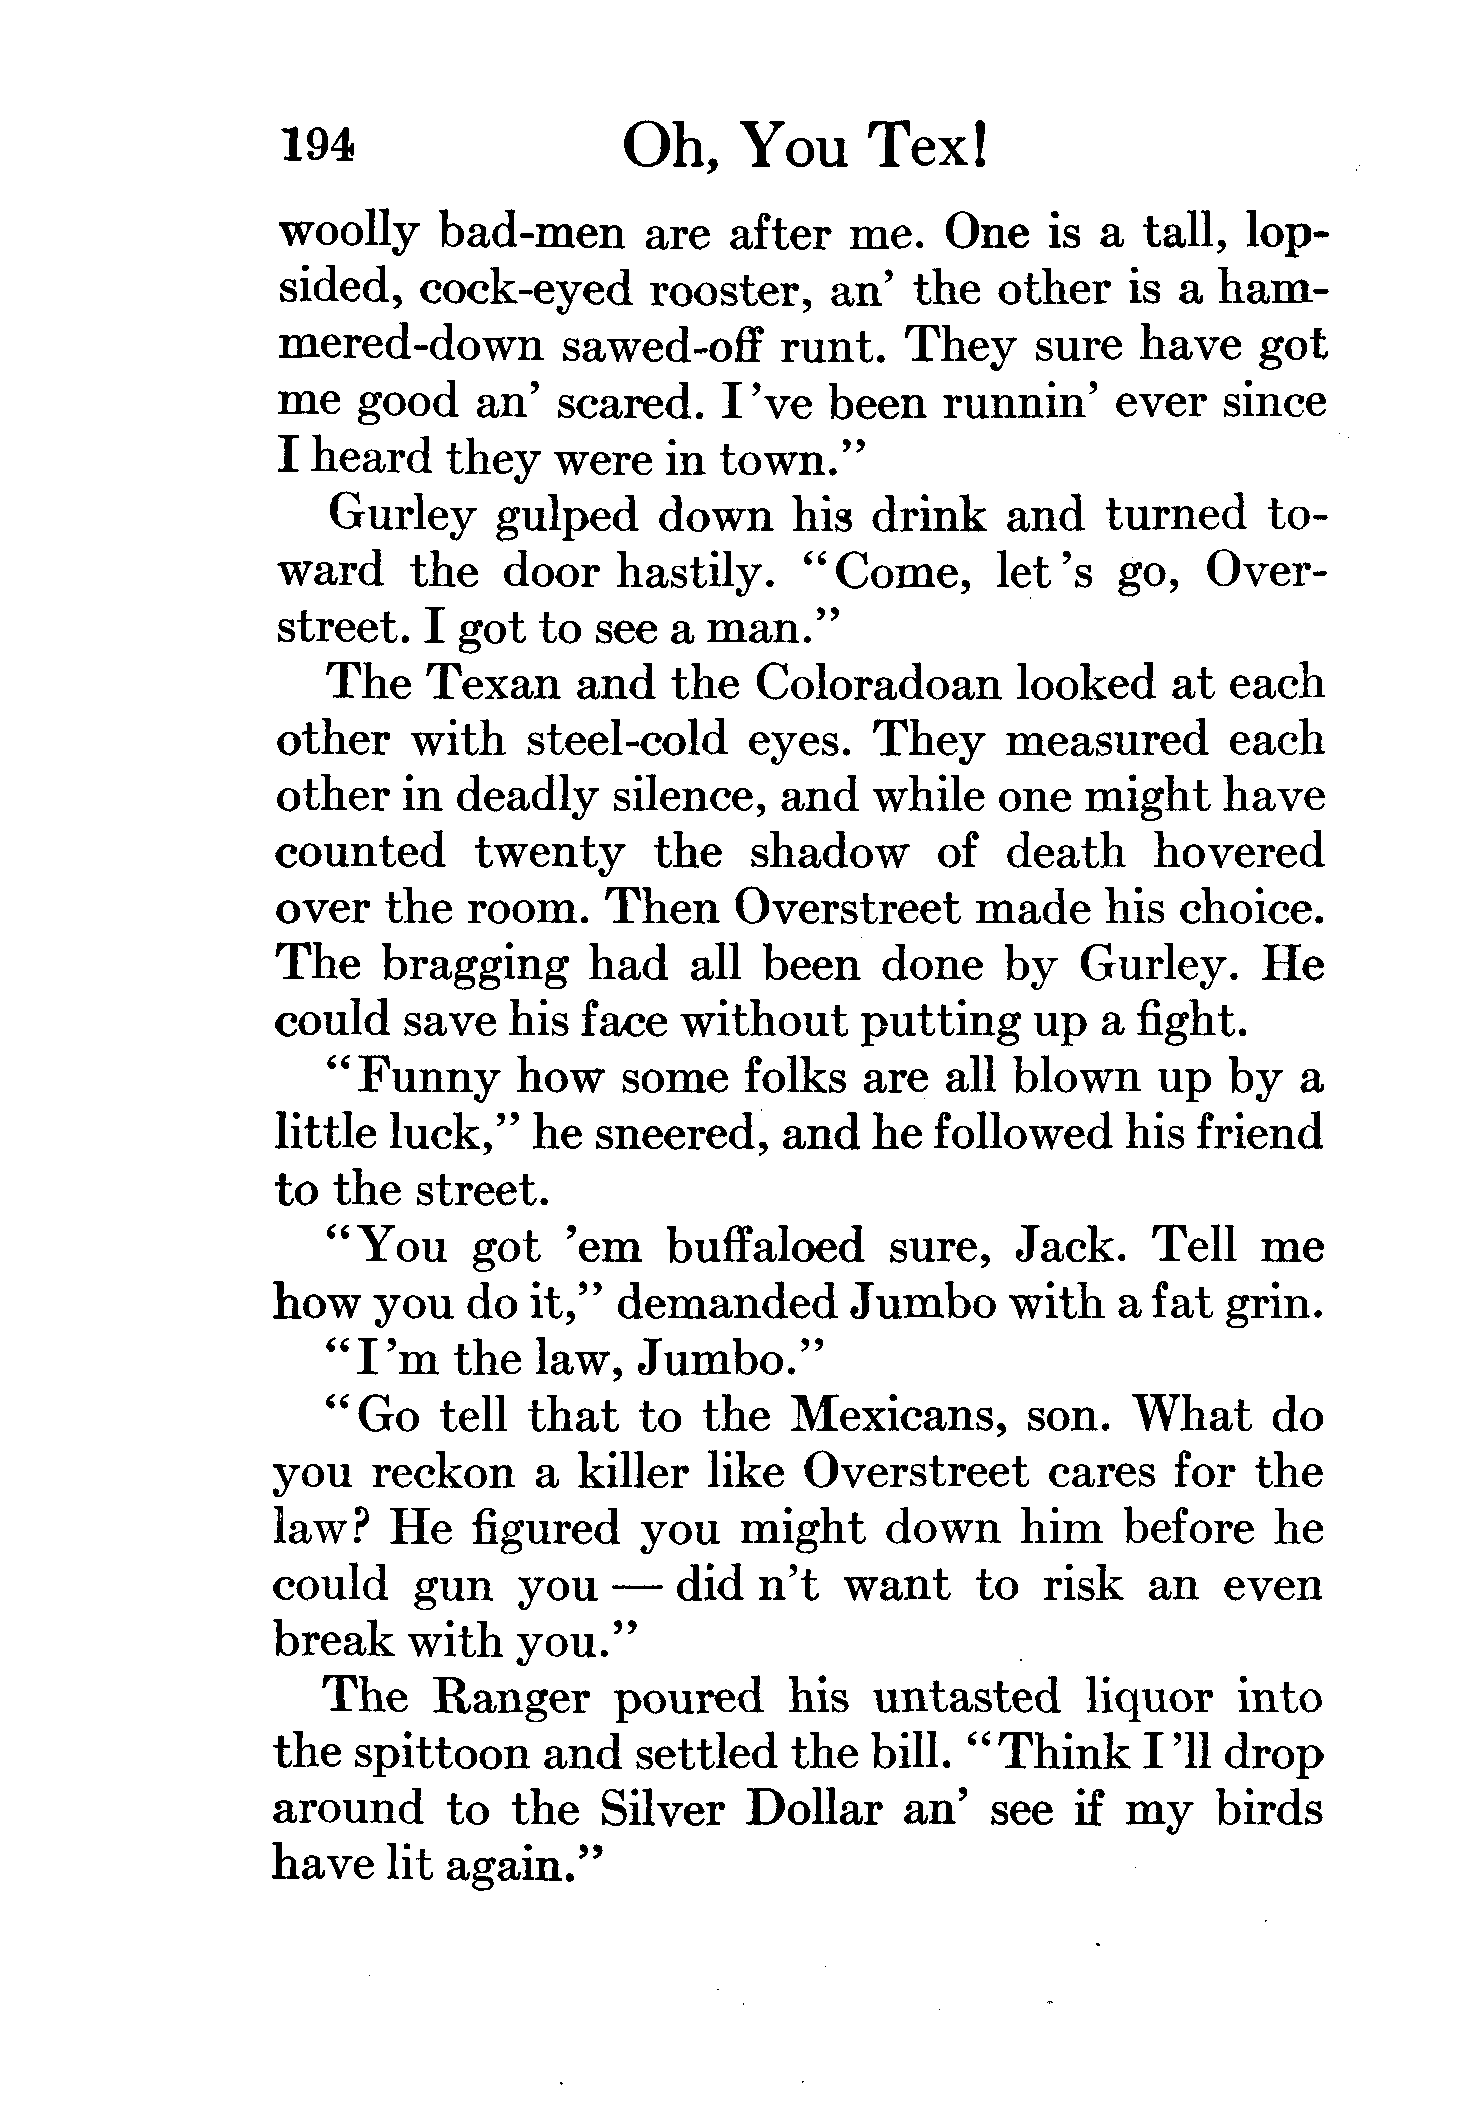 194 Oh, You Tex!
woolly bad-men are after me. One is a tall, lop-
sided, cock-eyed rooster, an' the other is a ham-
mered-down sawed-off runt. They sure have got
me good an' scared. I 've been runnin' ever since
I heard they were in town."
Gurley gulped down his drink and turned to-
ward the door hastily. "Come, let 's go, Over-
street. I got to see a man."
The Texan and the Coloradoan looked at each
other with steel-cold eyes. They measured each
other in deadly silence, and while one might have
counted twenty the shadow of death hovered
over the room. Then Overstreet made his choice.
The bragging had all been done by Gurley. He
could save his face without putting up a fight.
"Funny how some folks are all blown up by a
little luck," he sneered, and he followed his friend
to the street.
"You got 'em buffaloed sure, Jack. Tell me
how you do it," demanded Jumbo with a fat grin.
"I 'm the law, Jumbo."
"Go tell that to the Mexicans, son. What do
you reckon a killer like Overstreet cares for the
law? He figured you might down him before he
could gun you — did n't want to risk an even
break with you."
The Ranger poured his untasted liquor into
the spittoon and settled the bill. "Think I 'll drop
around to the Silver Dollar an' see if my birds
have lit again."